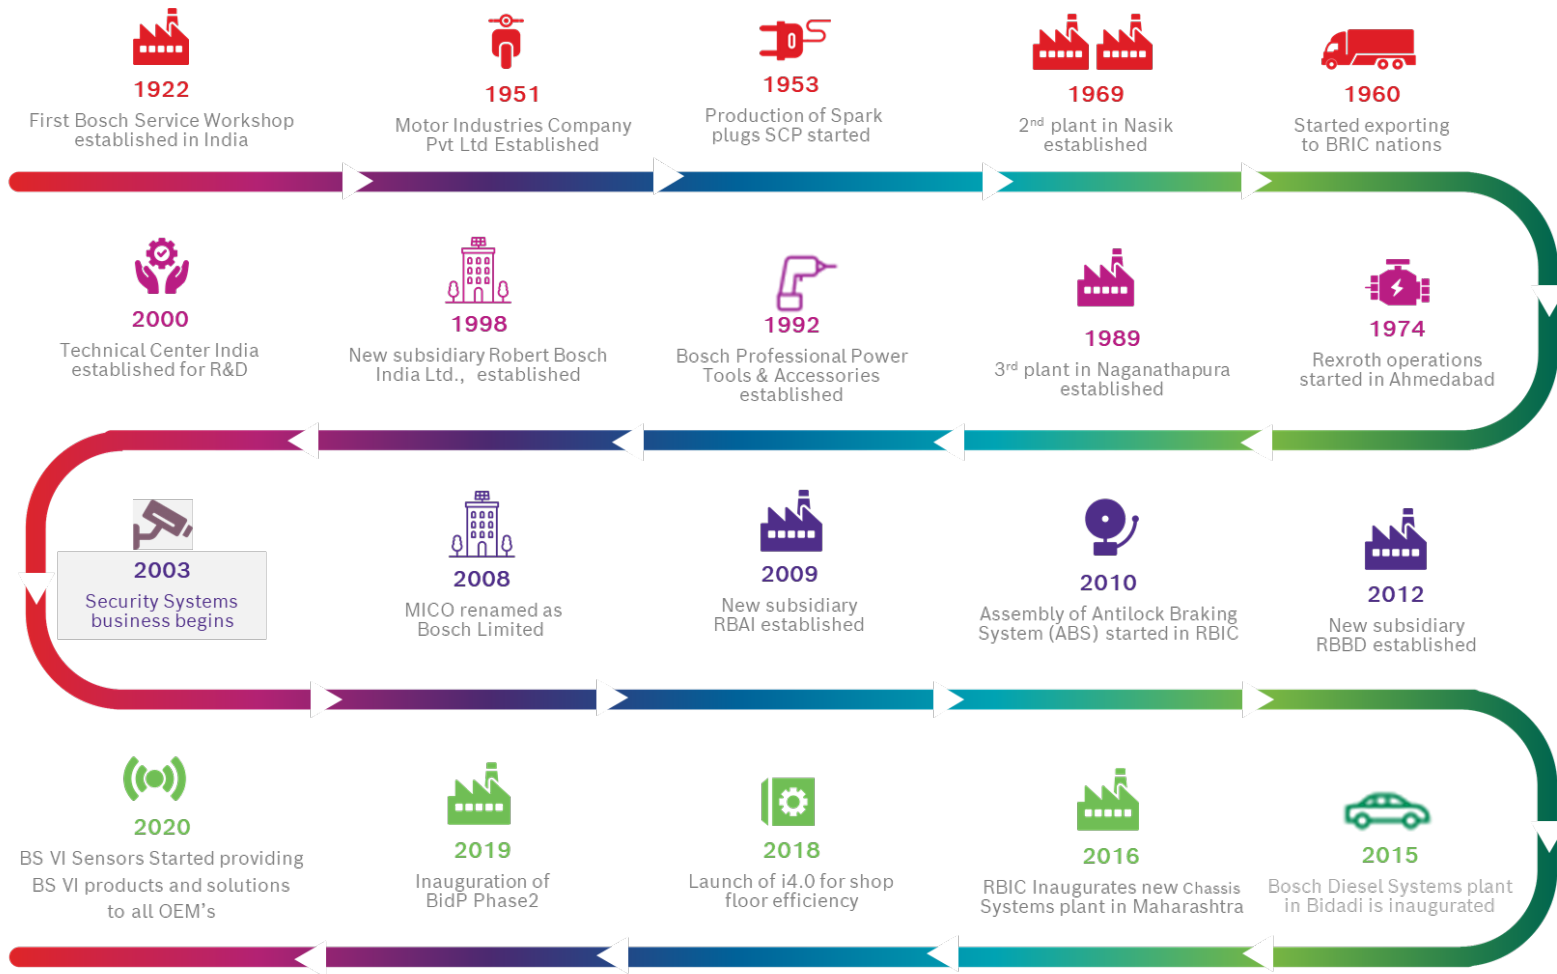 1922
First Bosch Service Workshop
established in India
1951
Motor Industries Company
Pvt Ltd Established
1953
Production of Spark
plugs SCP started
1969
2nd plant in Nasik
established
1960
Started exporting
to BRIC nations
2000
Technical Center India
established for R&D
1998
New subsidiary Robert Bosch
India Ltd., established
1992
Bosch Professional Power
Tools & Accessories
established
1989
3rd plant in Naganathapura
established
1974
Rexroth operations
started in Ahmedabad
2003
Security Systems
business begins
2008
MICO renamed as
Bosch Limited
2009
New subsidiary
RBAI established
2010
Assembly of Antilock Braking
System (ABS) started in RBIC
2012
New subsidiary
RBBD established
2020
BS VI Sensors Started providing
BS VI products and solutions
to all OEM's
2019
Inauguration of
BidP Phase2
2018
Launch of i4.0 for shop
floor efficiency
2016
RBIC Inaugurates new Chassis
Systems plant in Maharashtra
2015
Bosch Diesel Systems plant
in Bidadi is inaugurated